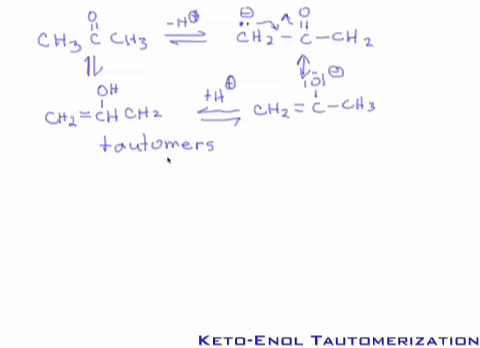 O O
CH3 C CH3 -H⊕ ⇌ ⊖ CH2 - C - CH2
OH +H⊕ |O| ⊖
CH2 = CH CH2 ⇌ CH2 = C - CH3
tautomers
KETO-ENOL TAUTOMERIZATION